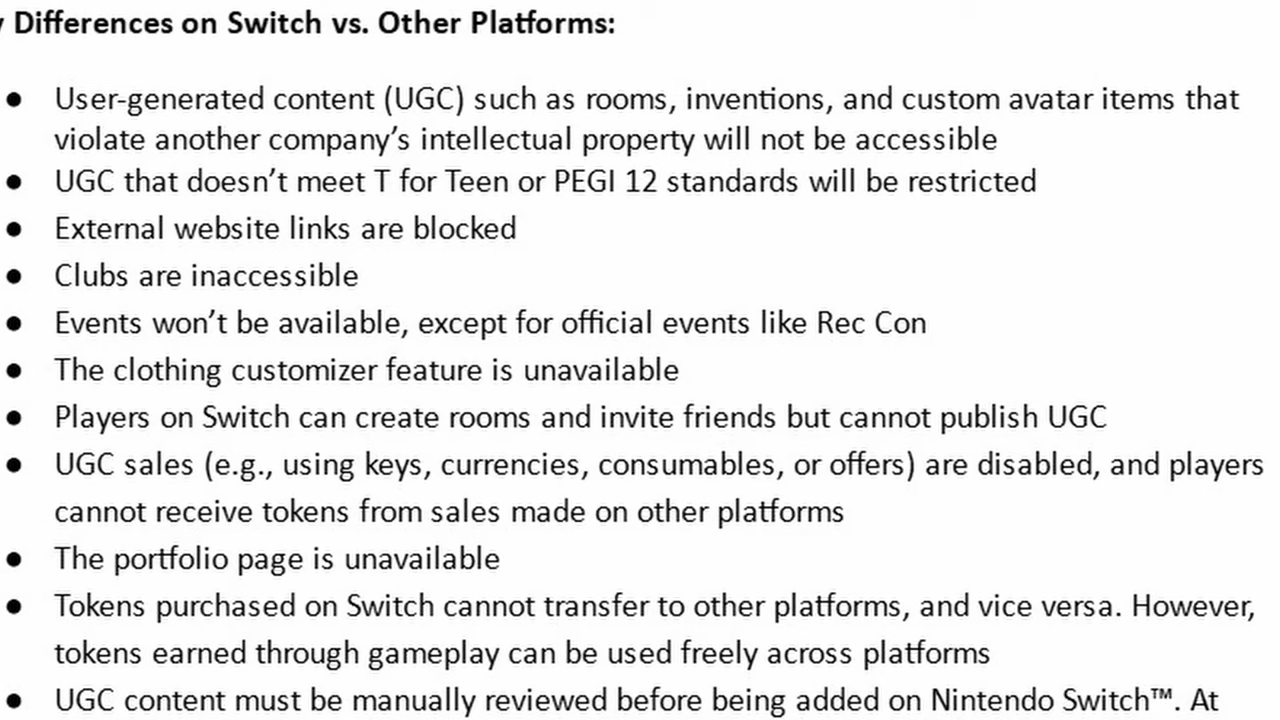 Differences on Switch vs. Other Platforms:
● User-generated content (UGC) such as rooms, inventions, and custom avatar items that
violate another company’s intellectual property will not be accessible
● UGC that doesn’t meet T for Teen or PEGI 12 standards will be restricted
● External website links are blocked
● Clubs are inaccessible
● Events won’t be available, except for official events like Rec Con
● The clothing customizer feature is unavailable
● Players on Switch can create rooms and invite friends but cannot publish UGC
● UGC sales (e.g., using keys, currencies, consumables, or offers) are disabled, and players
cannot receive tokens from sales made on other platforms
● The portfolio page is unavailable
● Tokens purchased on Switch cannot transfer to other platforms, and vice versa. However,
tokens earned through gameplay can be used freely across platforms
● UGC content must be manually reviewed before being added on Nintendo Switch™. At